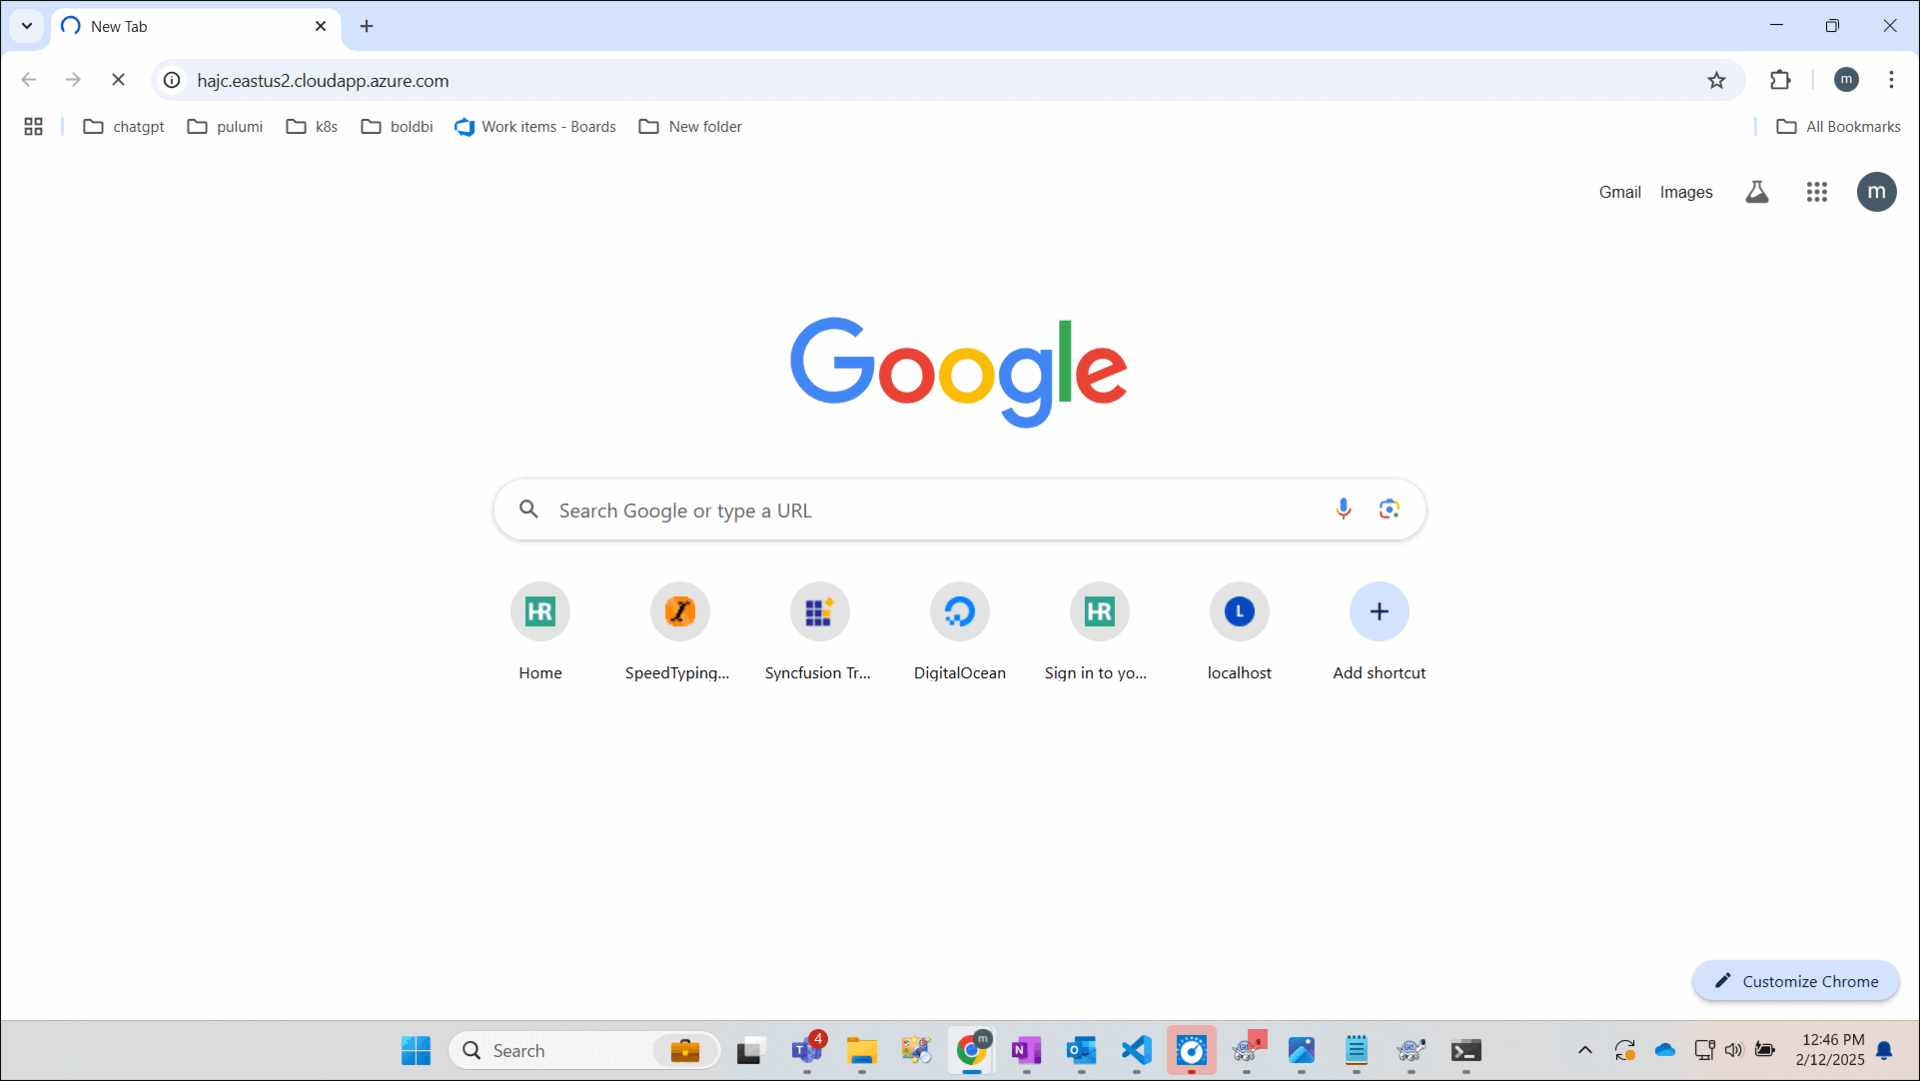 New Tab
hajc.eastus2.cloudapp.azure.com
m
chatgpt
pulumi
k8s
boldbi
Work items - Boards
New folder
All Bookmarks
Gmail
Images
m
Google
Search Google or type a URL
HR
HR
L
Home
SpeedTyping...
Syncfusion Tr...
DigitalOcean
Sign in to yo...
localhost
Add shortcut
Customize Chrome
Search
4
m
N
12:46 PM
2/12/2025